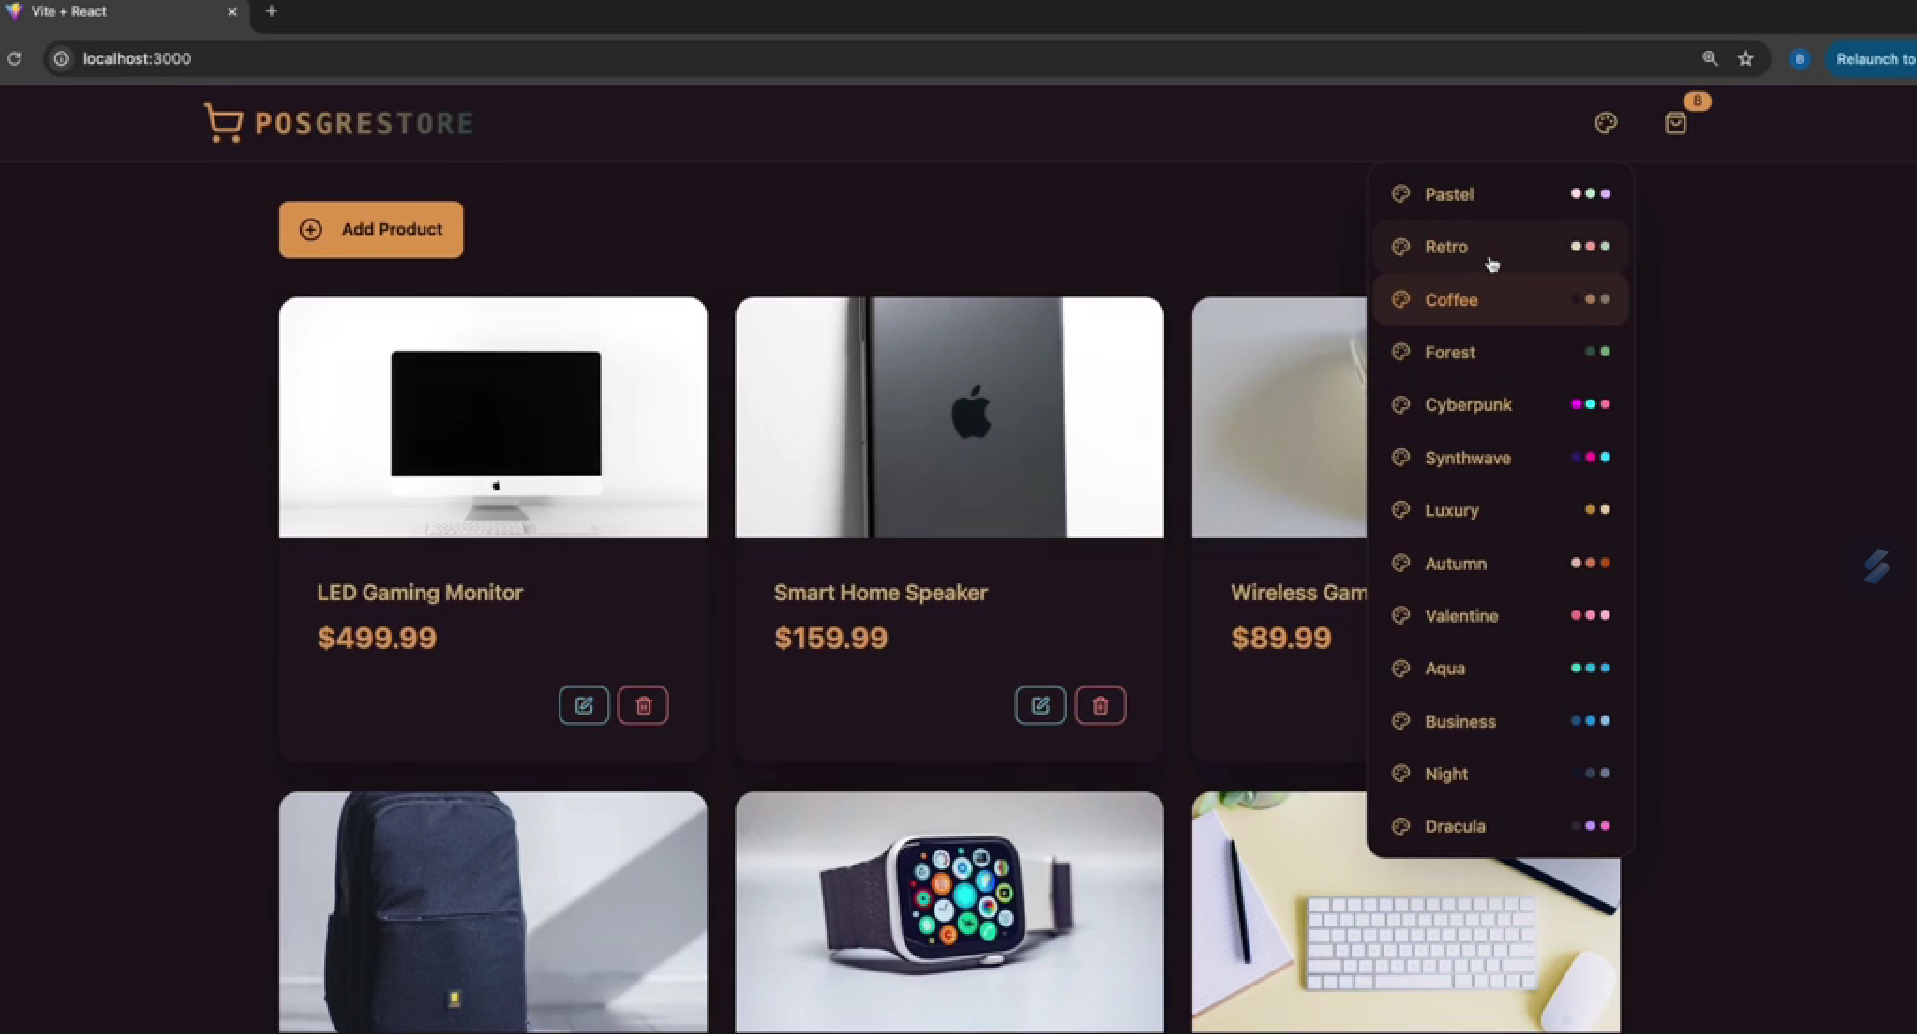 Vite + React
localhost:3000
B
Relaunch to
POSGRESTORE
8
Add Product
Pastel
Retro
Coffee
Forest
Cyberpunk
Synthwave
Luxury
Autumn
Valentine
Aqua
Business
Night
Dracula
LED Gaming Monitor
$499.99
Smart Home Speaker
$159.99
Wireless Gam
$89.99